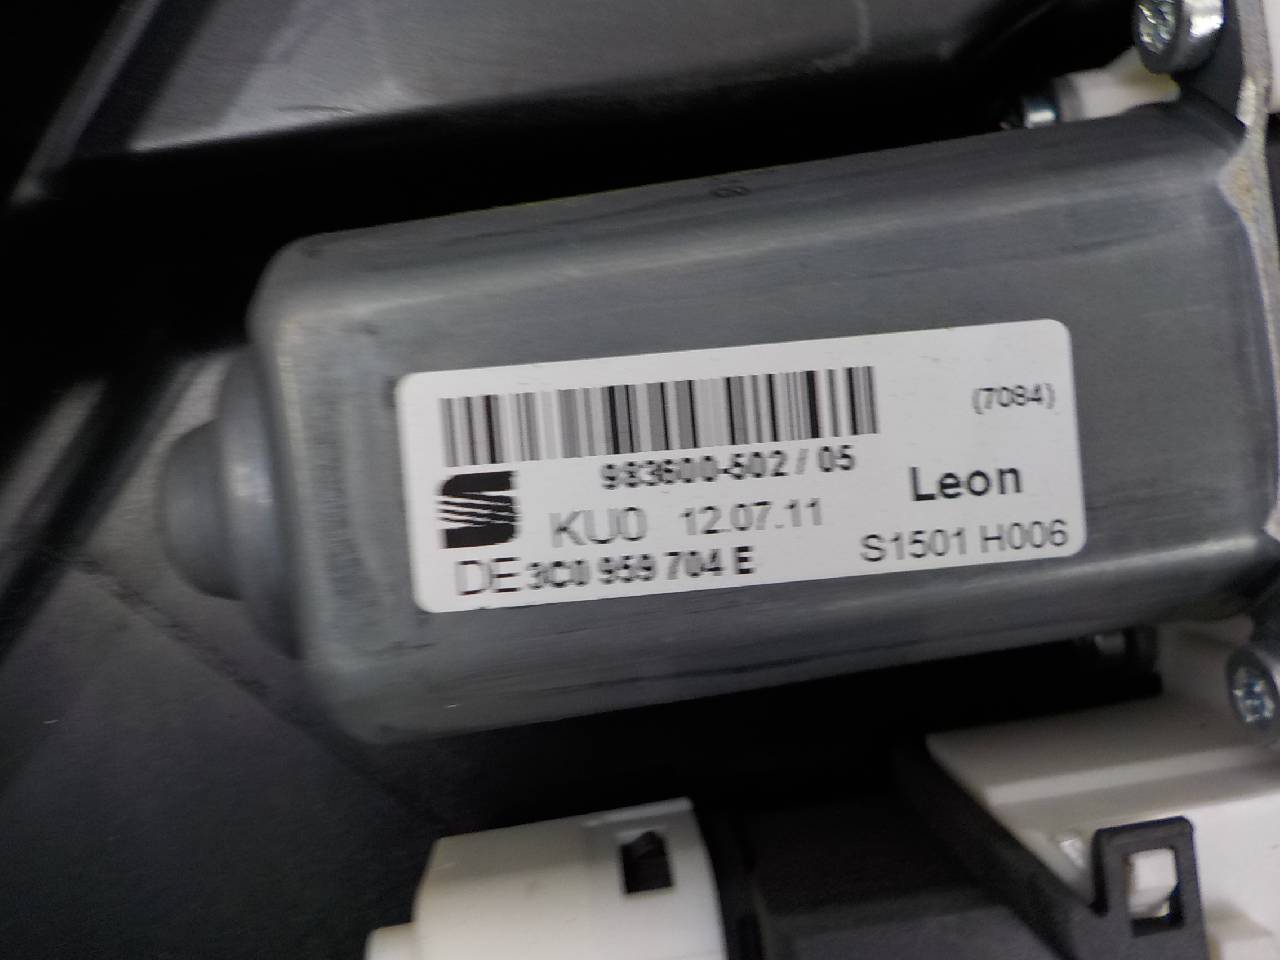 (7084)
983600-502 / 05
Leon
KU0 12.07.11
S1501 H006
DE 3C0 959 704 E